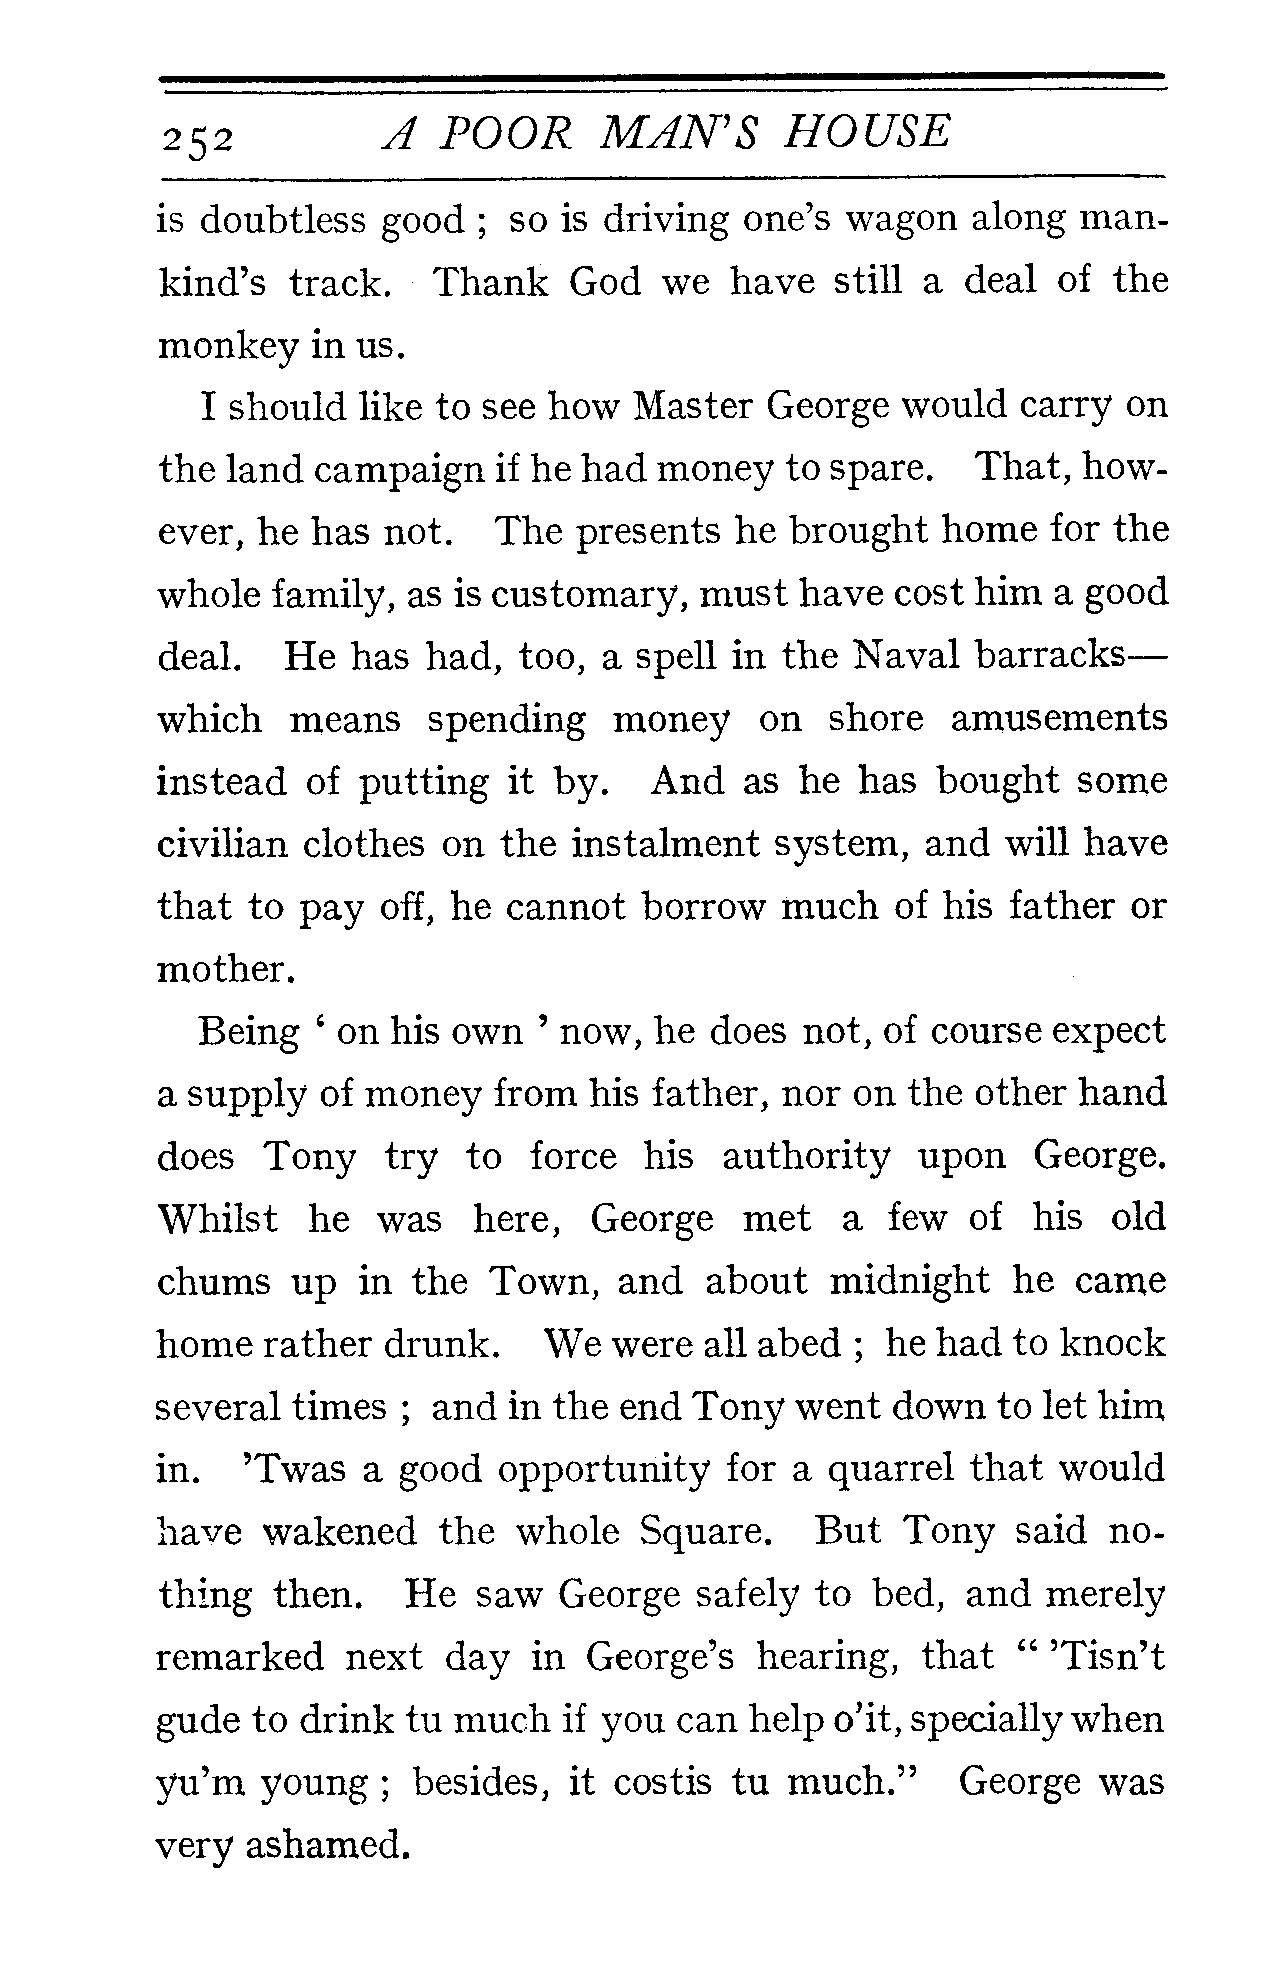 252 A POOR MAN'S HOUSE
is doubtless good ; so is driving one's wagon along man-
kind's track. Thank God we have still a deal of the
monkey in us.
I should like to see how Master George would carry on
the land campaign if he had money to spare. That, how-
ever, he has not. The presents he brought home for the
whole family, as is customary, must have cost him a good
deal. He has had, too, a spell in the Naval barracks—
which means spending money on shore amusements
instead of putting it by. And as he has bought some
civilian clothes on the instalment system, and will have
that to pay off, he cannot borrow much of his father or
mother.
Being ‘ on his own ’ now, he does not, of course expect
a supply of money from his father, nor on the other hand
does Tony try to force his authority upon George.
Whilst he was here, George met a few of his old
chums up in the Town, and about midnight he came
home rather drunk. We were all abed ; he had to knock
several times ; and in the end Tony went down to let him
in. ’Twas a good opportunity for a quarrel that would
have wakened the whole Square. But Tony said no-
thing then. He saw George safely to bed, and merely
remarked next day in George's hearing, that “ ’Tisn't
gude to drink tu much if you can help o'it, specially when
yu'm young ; besides, it costis tu much.” George was
very ashamed.